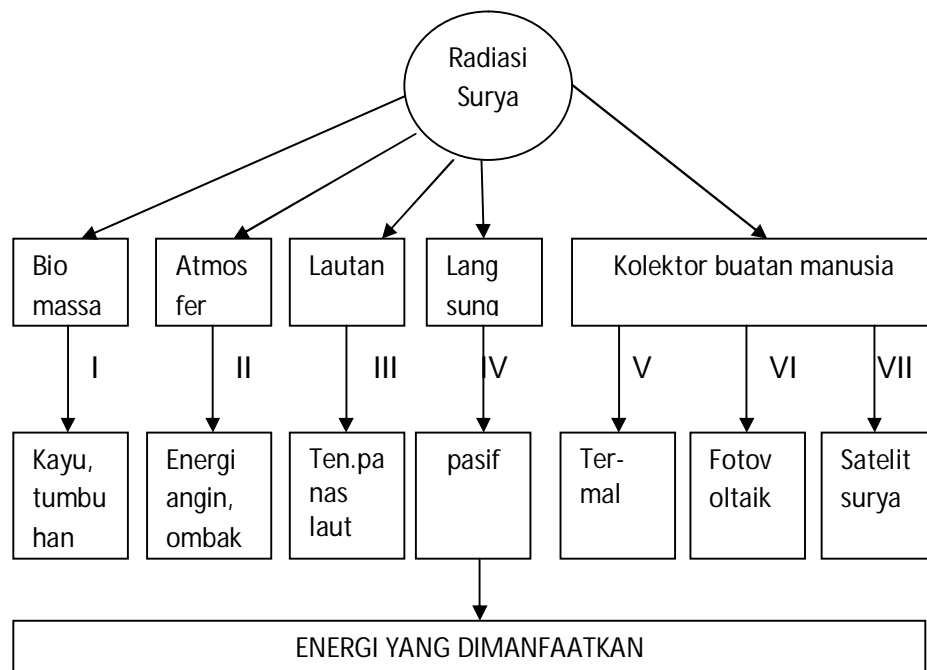 Radiasi
Surya
Bio
massa
Atmos
fer
Lautan
Lang
sung
Kolektor buatan manusia
I
II
III
IV
V
VI
VII
Kayu,
tumbu
han
Energi
angin,
ombak
Ten.pa
nas
laut
pasif
Ter-
mal
Fotov
oltaik
Satelit
surya
ENERGI YANG DIMANFAATKAN